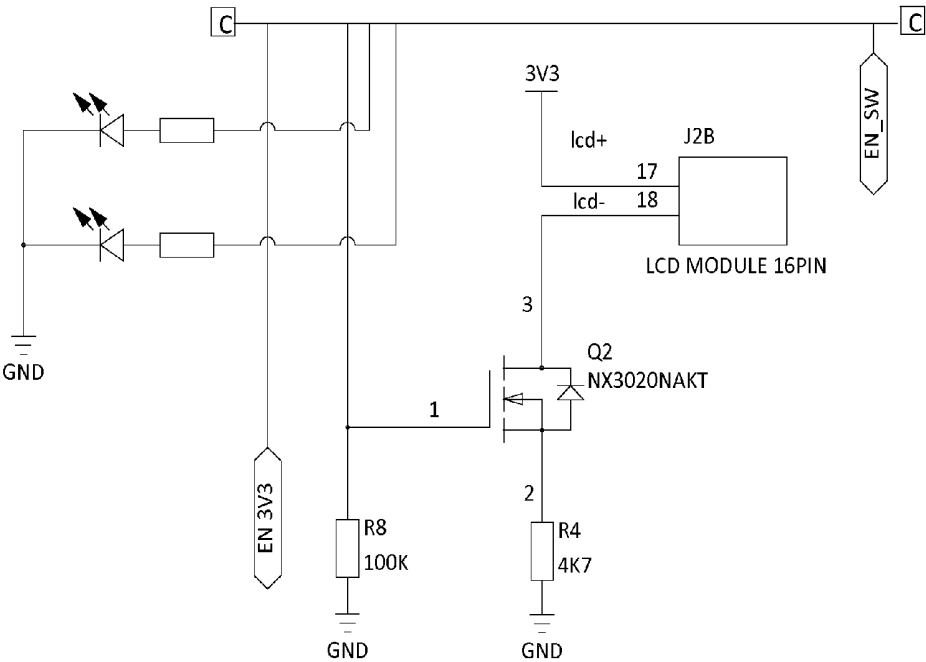 C
C
3V3
EN_SW
lcd+
J2B
17
lcd-
18
LCD MODULE 16PIN
3
GND
Q2
NX3020NAKT
1
EN 3V3
2
R8
100K
R4
4K7
GND
GND